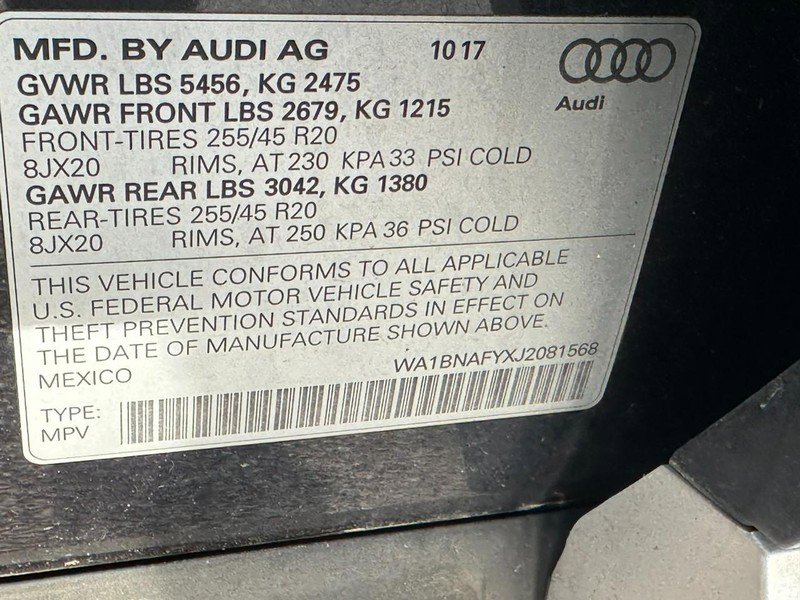 MFD. BY AUDI AG 10 17
Audi
GVWR LBS 5456, KG 2475
GAWR FRONT LBS 2679, KG 1215
FRONT-TIRES 255/45 R20
8JX20 RIMS, AT 230 KPA 33 PSI COLD
GAWR REAR LBS 3042, KG 1380
REAR-TIRES 255/45 R20
8JX20 RIMS, AT 250 KPA 36 PSI COLD
THIS VEHICLE CONFORMS TO ALL APPLICABLE
U.S. FEDERAL MOTOR VEHICLE SAFETY AND
THEFT PREVENTION STANDARDS IN EFFECT ON
THE DATE OF MANUFACTURE SHOWN ABOVE.
MEXICO WA1BNAFYXJ2081568
TYPE:
MPV